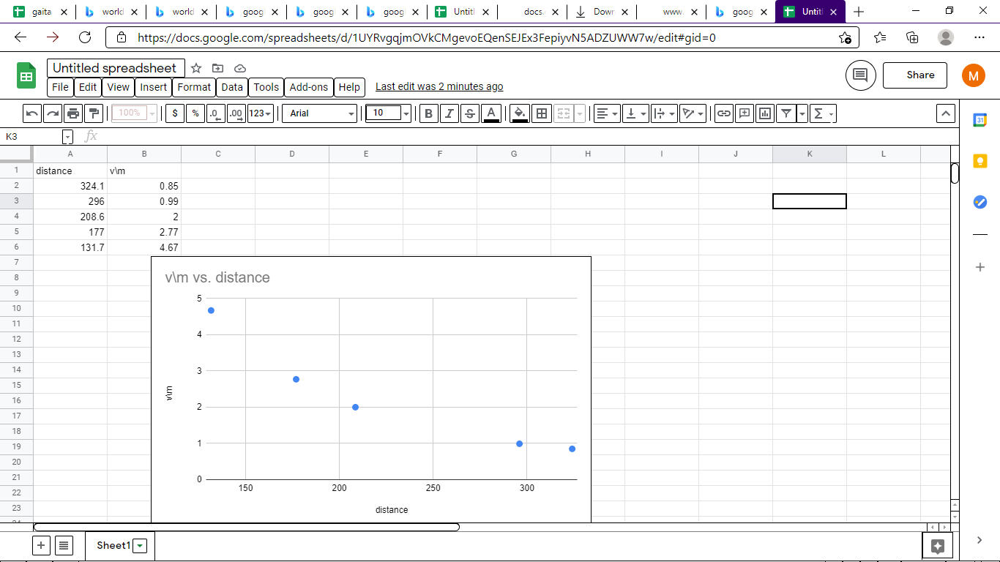 gaita world world goog goog goog Untitl docs. Dowr www. goog Untitl
https://docs.google.com/spreadsheets/d/1UYRvgqjmOVkCMgevoEQenSEJEx3FepiyvN5ADZUWW7w/edit#gid=0
Untitled spreadsheet
File Edit View Insert Format Data Tools Add-ons Help Last edit was 2 minutes ago
Share M
100% $ % .0 .00 123 Arial 10 B I S A Σ
31
K3 fx
A B C D E F G H I J K L
1 distance v\m
2 324.1 0.85
3 296 0.99
4 208.6 2
5 177 2.77
6 131.7 4.67
7
8
9
10
11
12
13
14
15
16
17
18
19
20
21
22
23
24
v\m vs. distance
5
4
3
2
1
0
v\m
150 200 250 300
distance
Sheet1